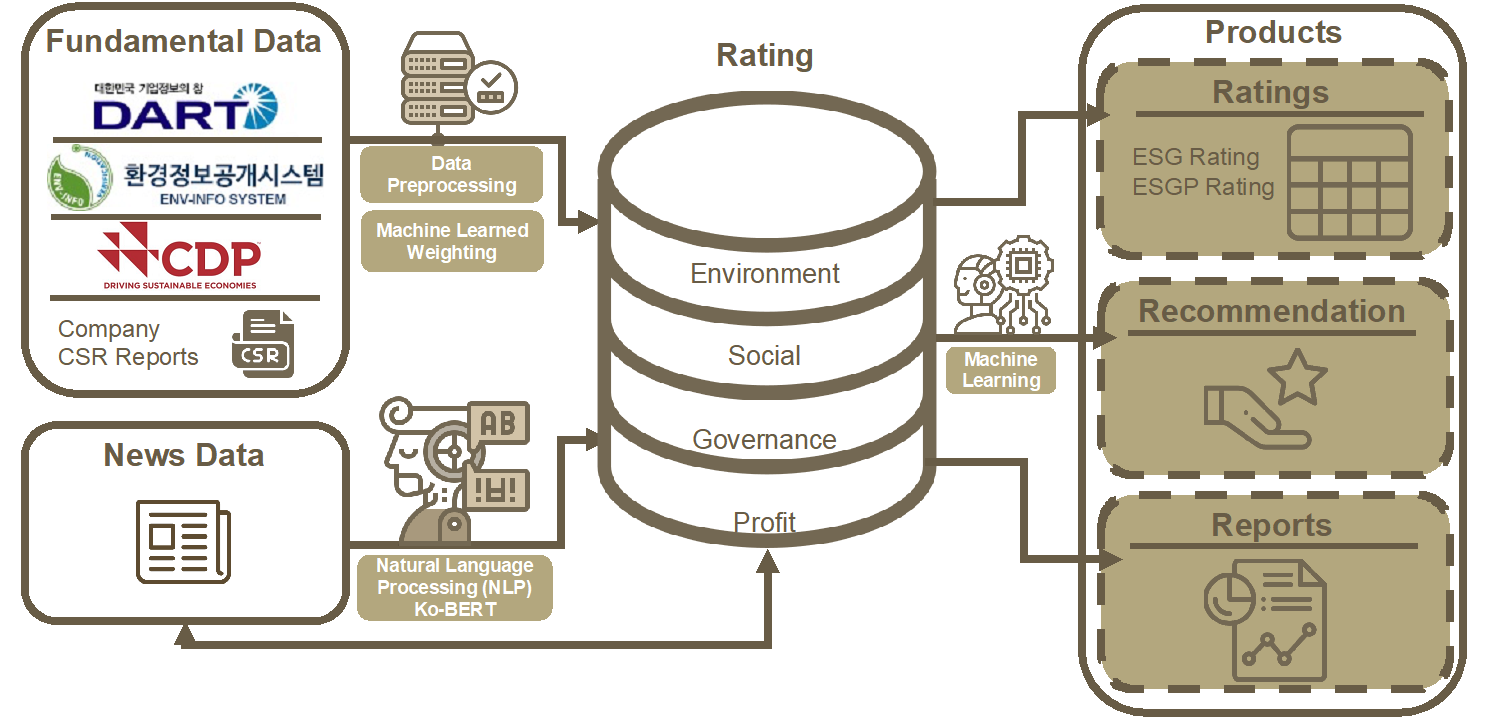 Fundamental Data
대한민국 기업정보의 창
DART
ENV-INFO
환경정보공개시스템
ENV-INFO SYSTEM
CDP
DRIVING SUSTAINABLE ECONOMIES
Company
CSR Reports
CSR
News Data
Data
Preprocessing
Machine Learned
Weighting
AB
Natural Language
Processing (NLP)
Ko-BERT
Rating
Environment
Social
Governance
Profit
Machine
Learning
Products
Ratings
ESG Rating
ESGP Rating
Recommendation
Reports